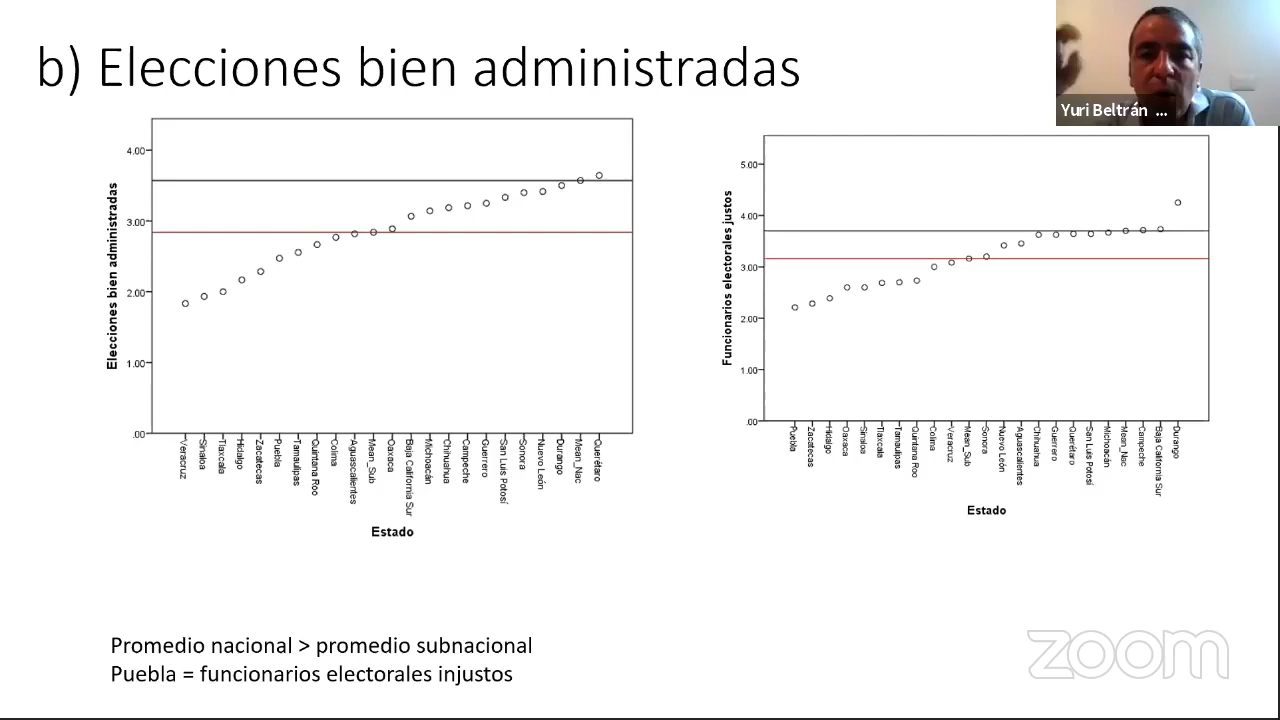 b) Elecciones bien administradas
Yuri Beltrán ...
Elecciones bien administradas
4.00
3.00
2.00
1.00
.00
Veracruz
Sinaloa
Tlaxcala
Hidalgo
Zacatecas
Puebla
Tamaulipas
Quintana Roo
Colima
Aguascalientes
Mean_Sub
Oaxaca
Baja California Sur
Michoacán
Chihuahua
Campeche
Guerrero
San Luis Potosí
Sonora
Nuevo León
Durango
Mean_Nac
Querétaro
Estado
Funcionarios electorales justos
5.00
4.00
3.00
2.00
1.00
.00
Puebla
Zacatecas
Hidalgo
Oaxaca
Sinaloa
Tlaxcala
Tamaulipas
Quintana Roo
Colima
Veracruz
Mean_Sub
Sonora
Nuevo León
Aguascalientes
Chihuahua
Guerrero
Querétaro
San Luis Potosí
Michoacán
Mean_Nac
Campeche
Baja California Sur
Durango
Estado
Promedio nacional > promedio subnacional
Puebla = funcionarios electorales injustos
zoom